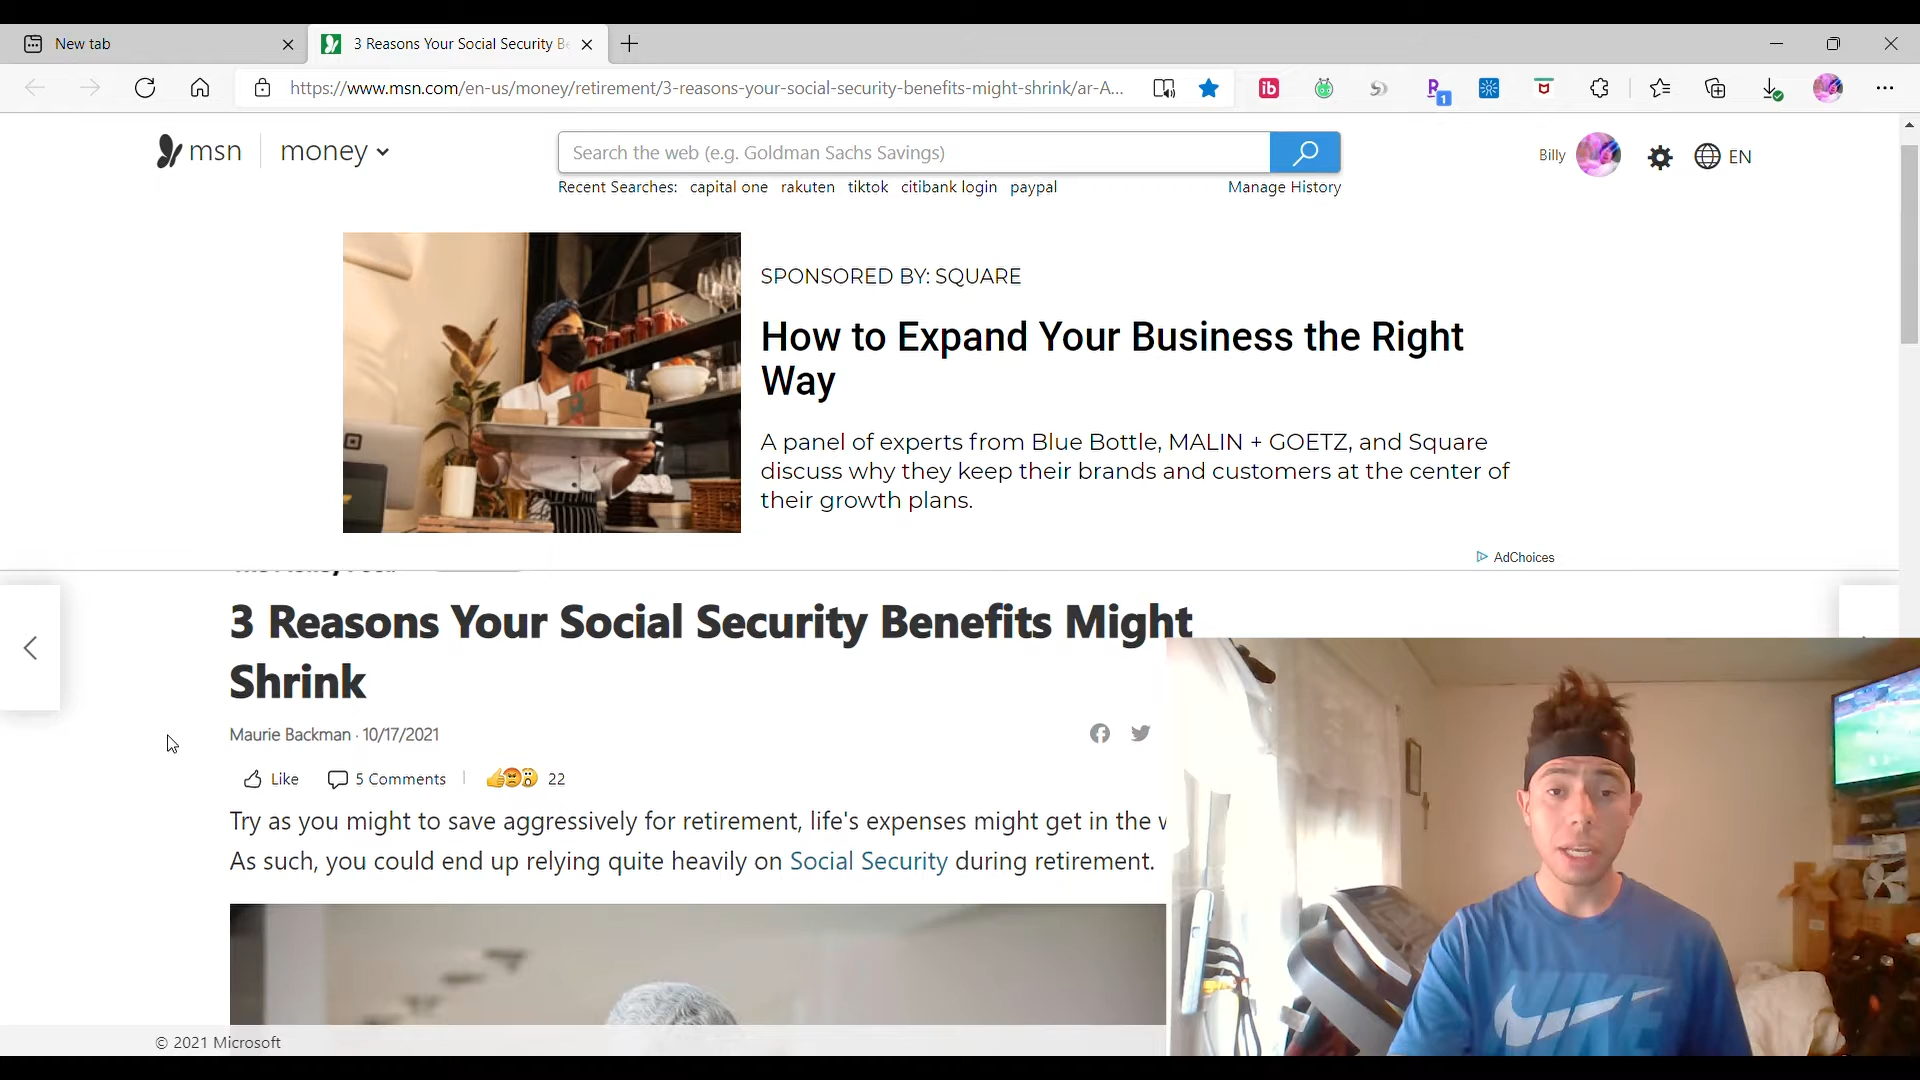 New tab
3 Reasons Your Social Security Be
https://www.msn.com/en-us/money/retirement/3-reasons-your-social-security-benefits-might-shrink/ar-A...
1
msn money
Search the web (e.g. Goldman Sachs Savings)
Billy
EN
Recent Searches: capital one rakuten tiktok citibank login paypal
Manage History
SPONSORED BY: SQUARE
How to Expand Your Business the Right
Way
A panel of experts from Blue Bottle, MALIN + GOETZ, and Square
discuss why they keep their brands and customers at the center of
their growth plans.
AdChoices
3 Reasons Your Social Security Benefits Might
Shrink
Maurie Backman · 10/17/2021
Like 5 Comments 22
Try as you might to save aggressively for retirement, life's expenses might get in the
As such, you could end up relying quite heavily on Social Security during retirement.
NIKE
© 2021 Microsoft